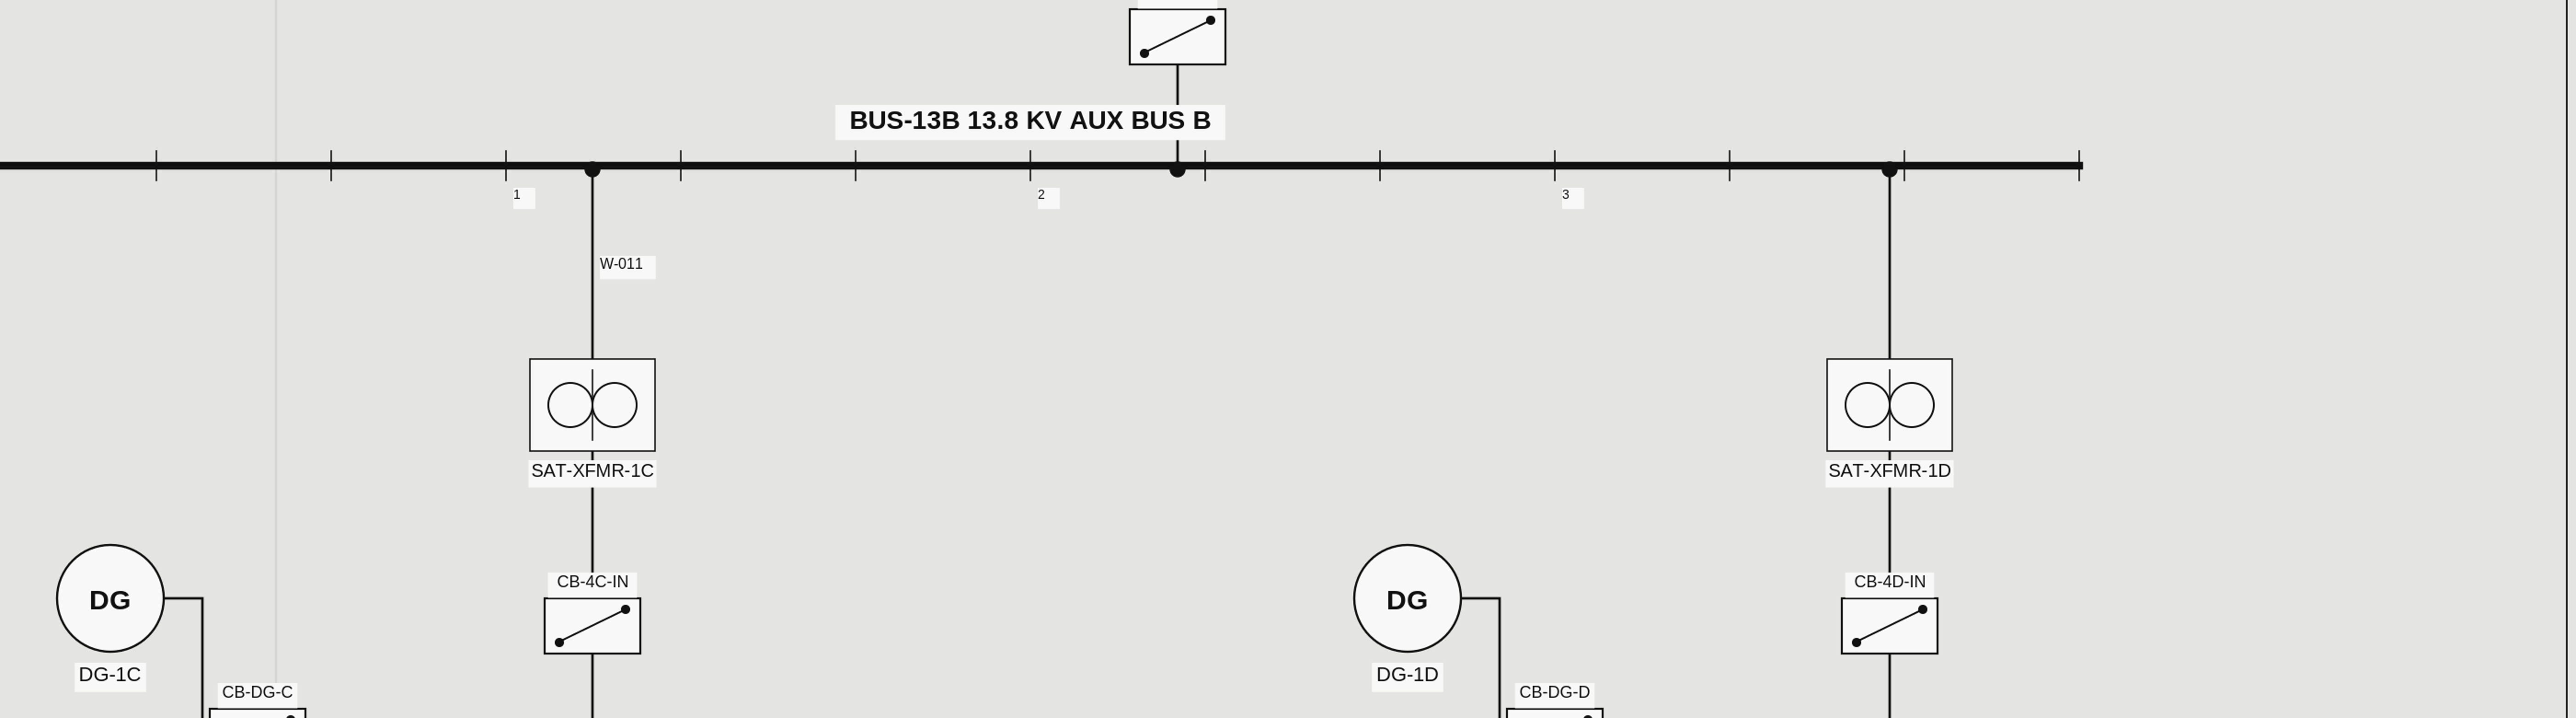 BUS-13B 13.8 KV AUX BUS B
1
2
3
W-011
SAT-XFMR-1C
SAT-XFMR-1D
CB-4C-IN
CB-4D-IN
DG
DG
DG-1C
DG-1D
CB-DG-C
CB-DG-D